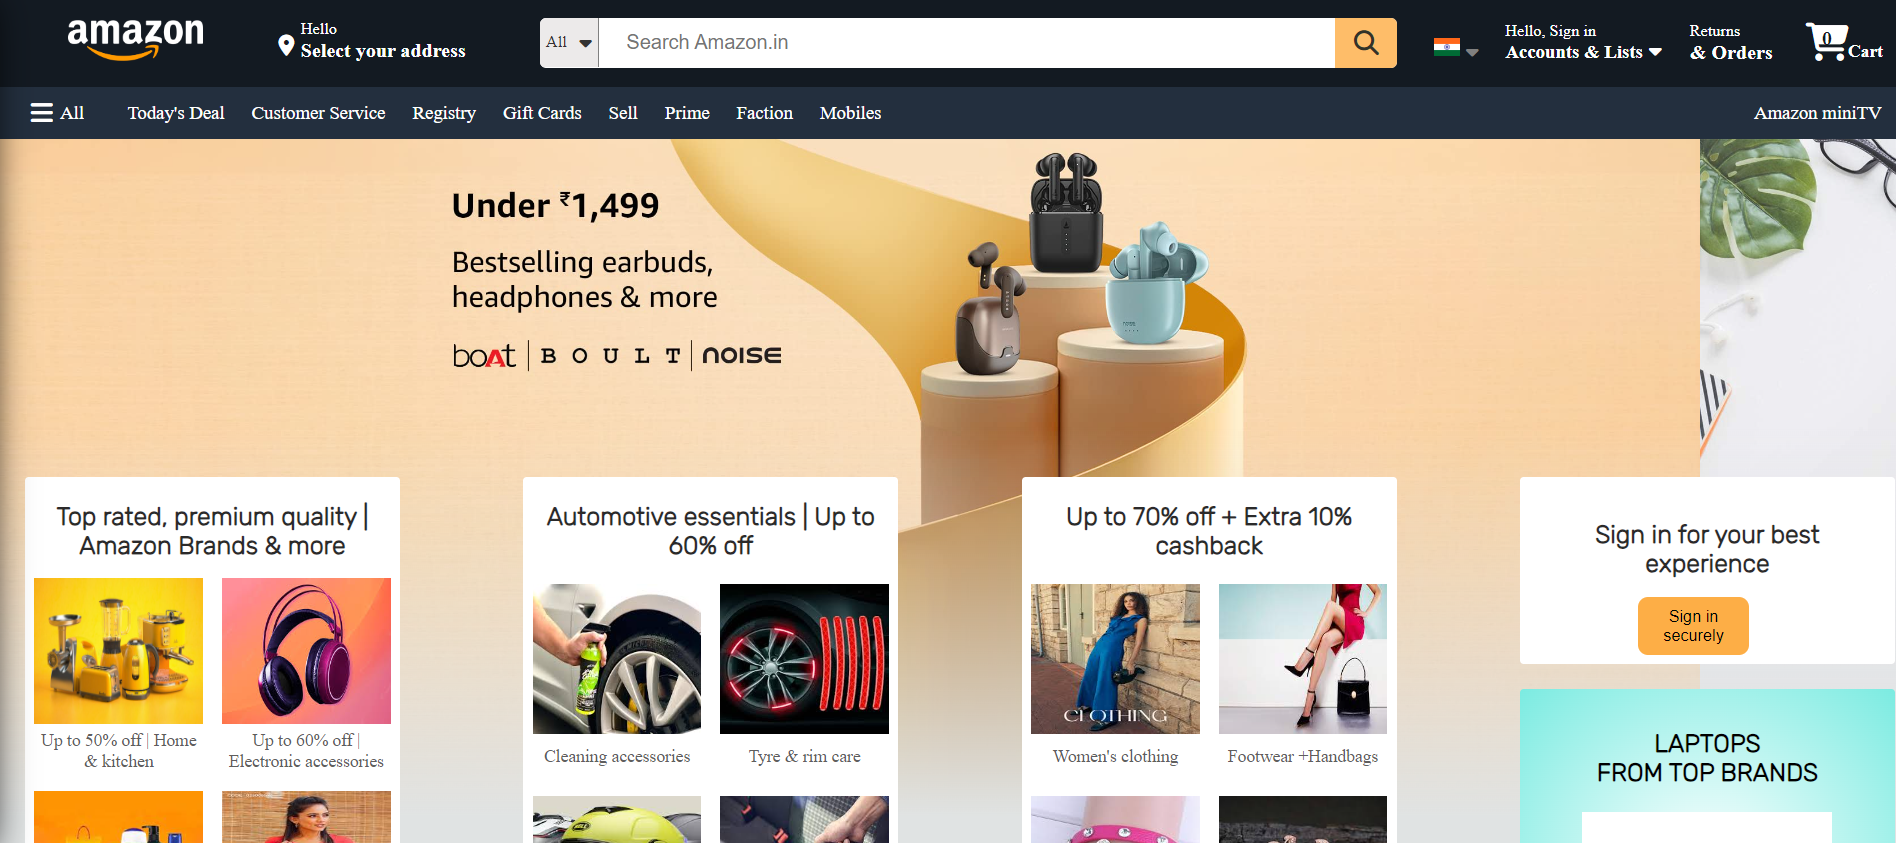 amazon
Hello
Select your address
All
Search Amazon.in
Hello, Sign in
Accounts & Lists
Returns
& Orders
0
Cart
All
Today's Deal
Customer Service
Registry
Gift Cards
Sell
Prime
Faction
Mobiles
Amazon miniTV
Under ₹1,499
Bestselling earbuds,
headphones & more
boAt | BOULT | noise
Top rated, premium quality |
Amazon Brands & more
Up to 50% off | Home
& kitchen
Up to 60% off |
Electronic accessories
Automotive essentials | Up to
60% off
Cleaning accessories
Tyre & rim care
Up to 70% off + Extra 10%
cashback
CLOTHING
Women's clothing
Footwear +Handbags
Sign in for your best
experience
Sign in
securely
LAPTOPS
FROM TOP BRANDS